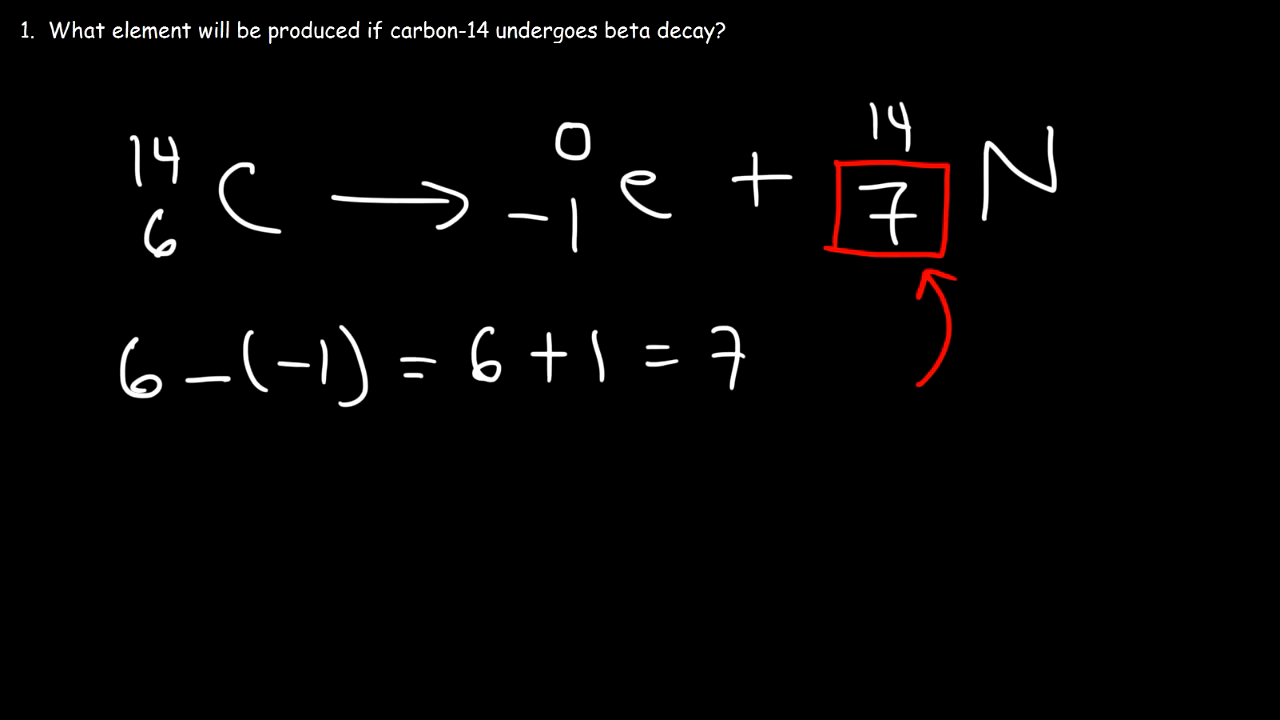 1. What element will be produced if carbon-14 undergoes beta decay?
14 6 C → 0 -1 e + 14 7 N
6 - (-1) = 6 + 1 = 7